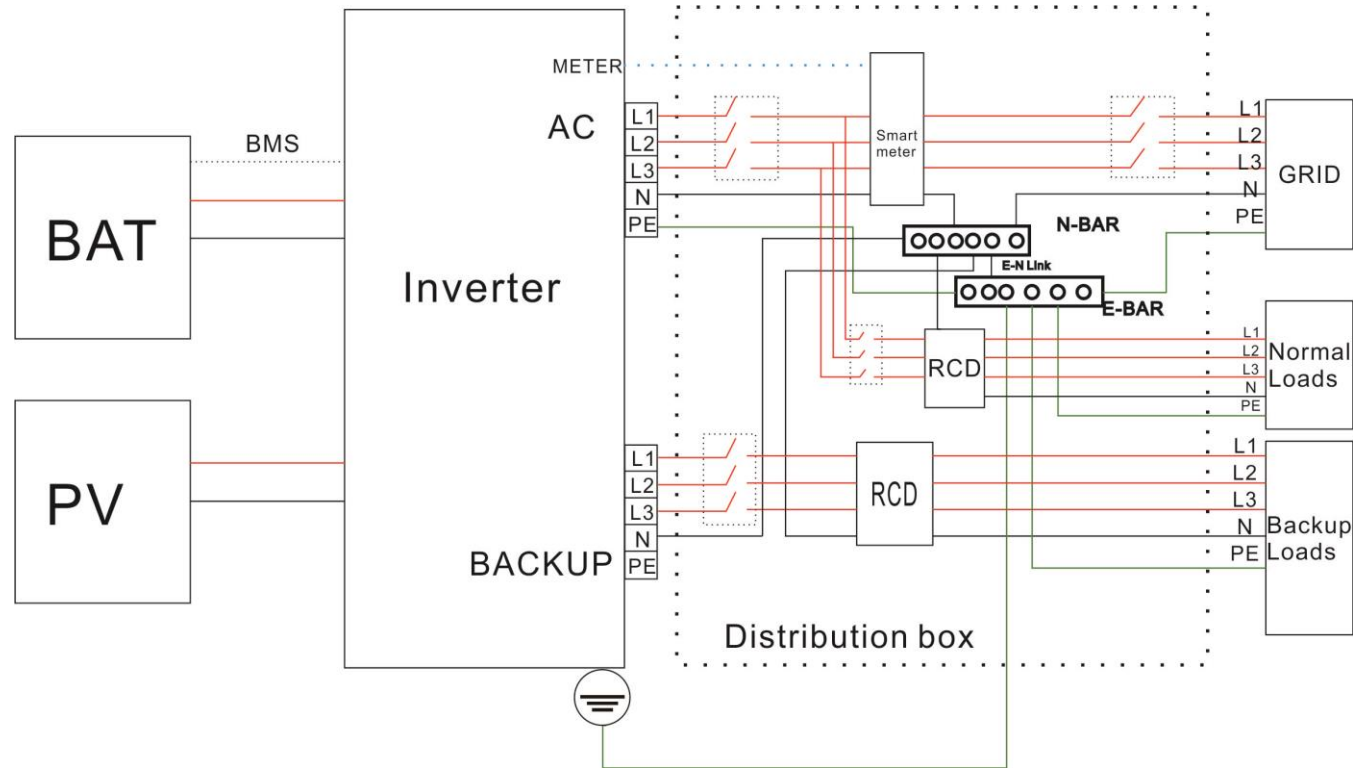 METER
AC
L1
L2
L3
N
PE
BMS
BAT
Inverter
PV
L1
L2
L3
N
PE
BACKUP
Smart
meter
N-BAR
E-N Link
E-BAR
RCD
RCD
Distribution box
L1
L2
L3
N
PE
GRID
L1
L2
L3
N
PE
Normal
Loads
L1
L2
L3
N
PE
Backup
Loads